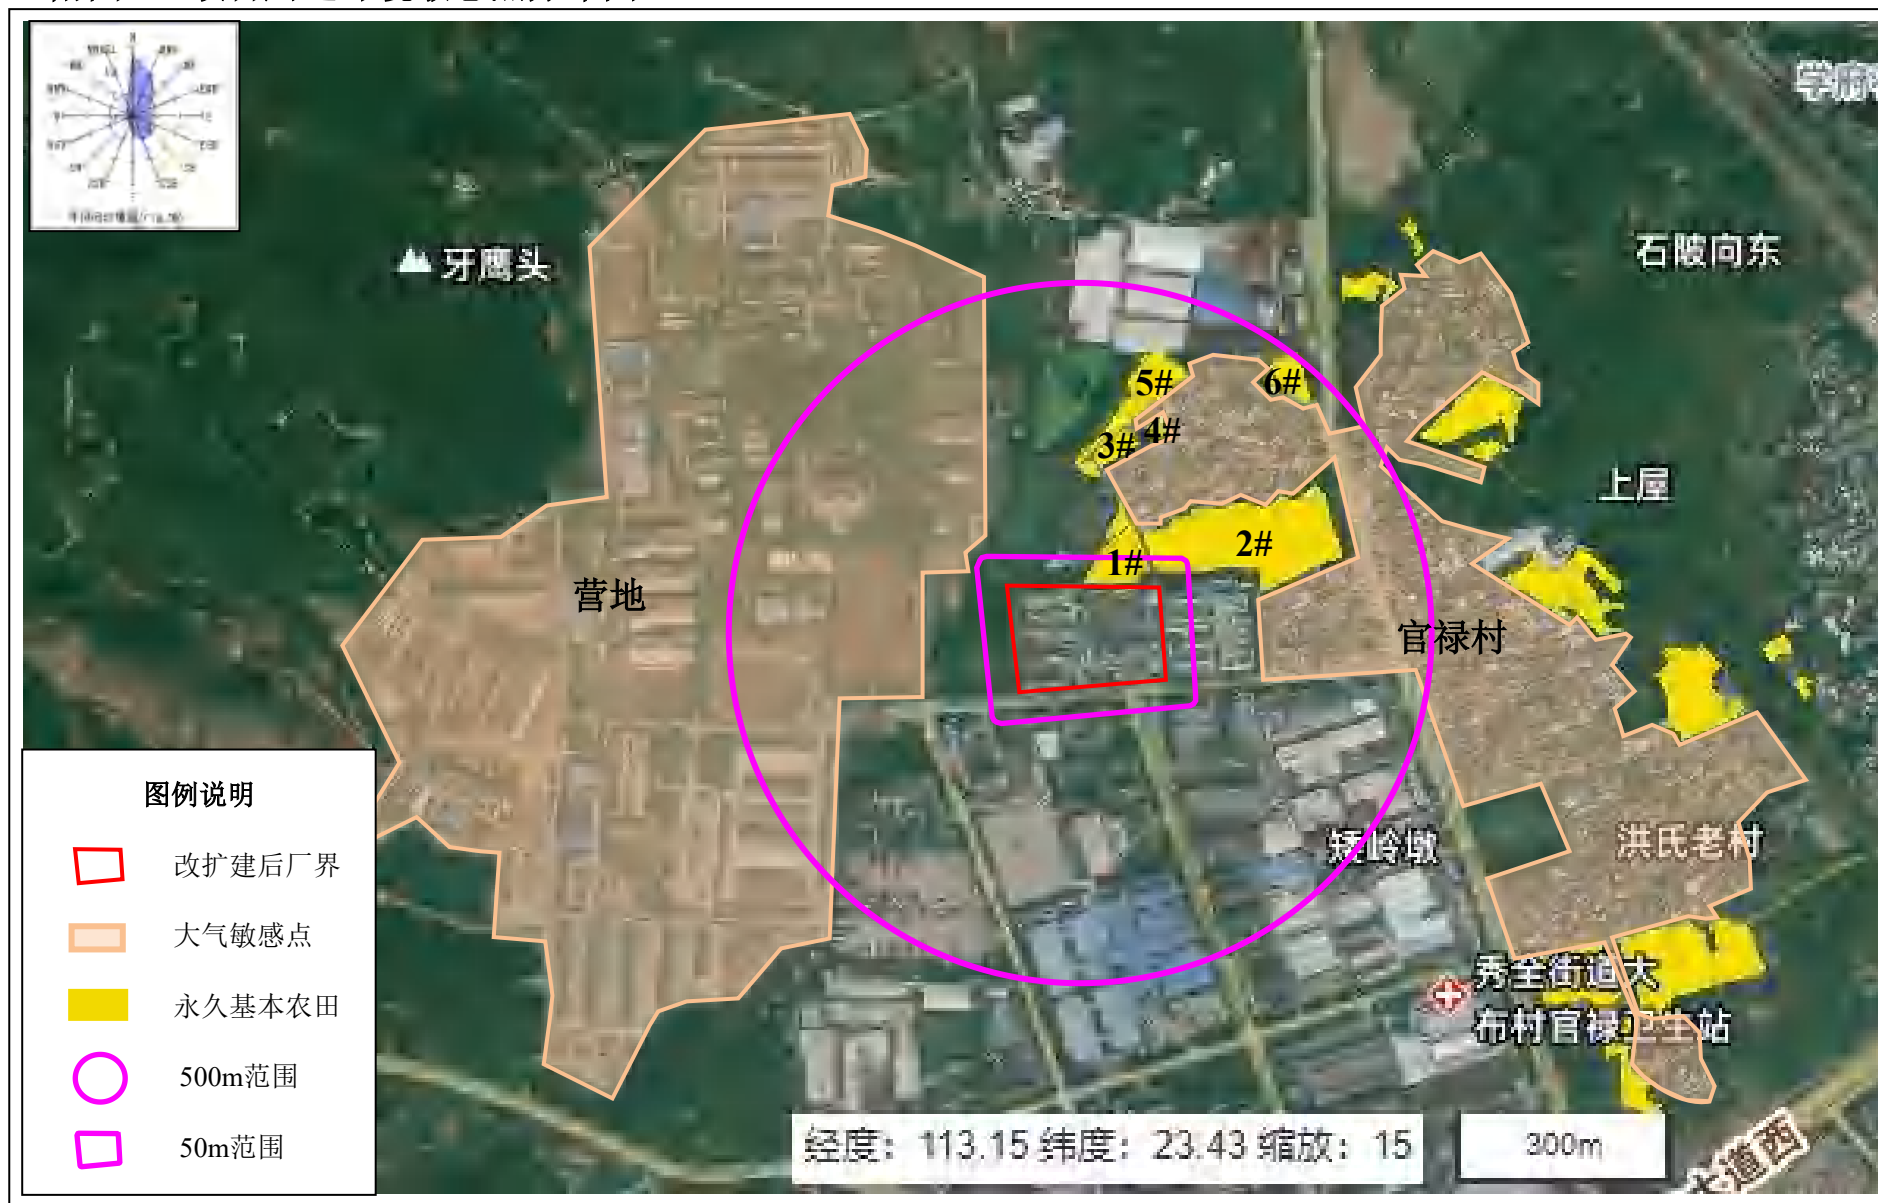 牙鹰头
石陂向东
5#
6#
4#
3#
上屋
2#
1#
营地
官禄村
矮岭墩
洪氏老村
秀全街道大
布村官禄卫生站
图例说明
改扩建后厂界
大气敏感点
永久基本农田
500m范围
50m范围
经度：113.15 纬度：23.43 缩放：15
300m
大道西